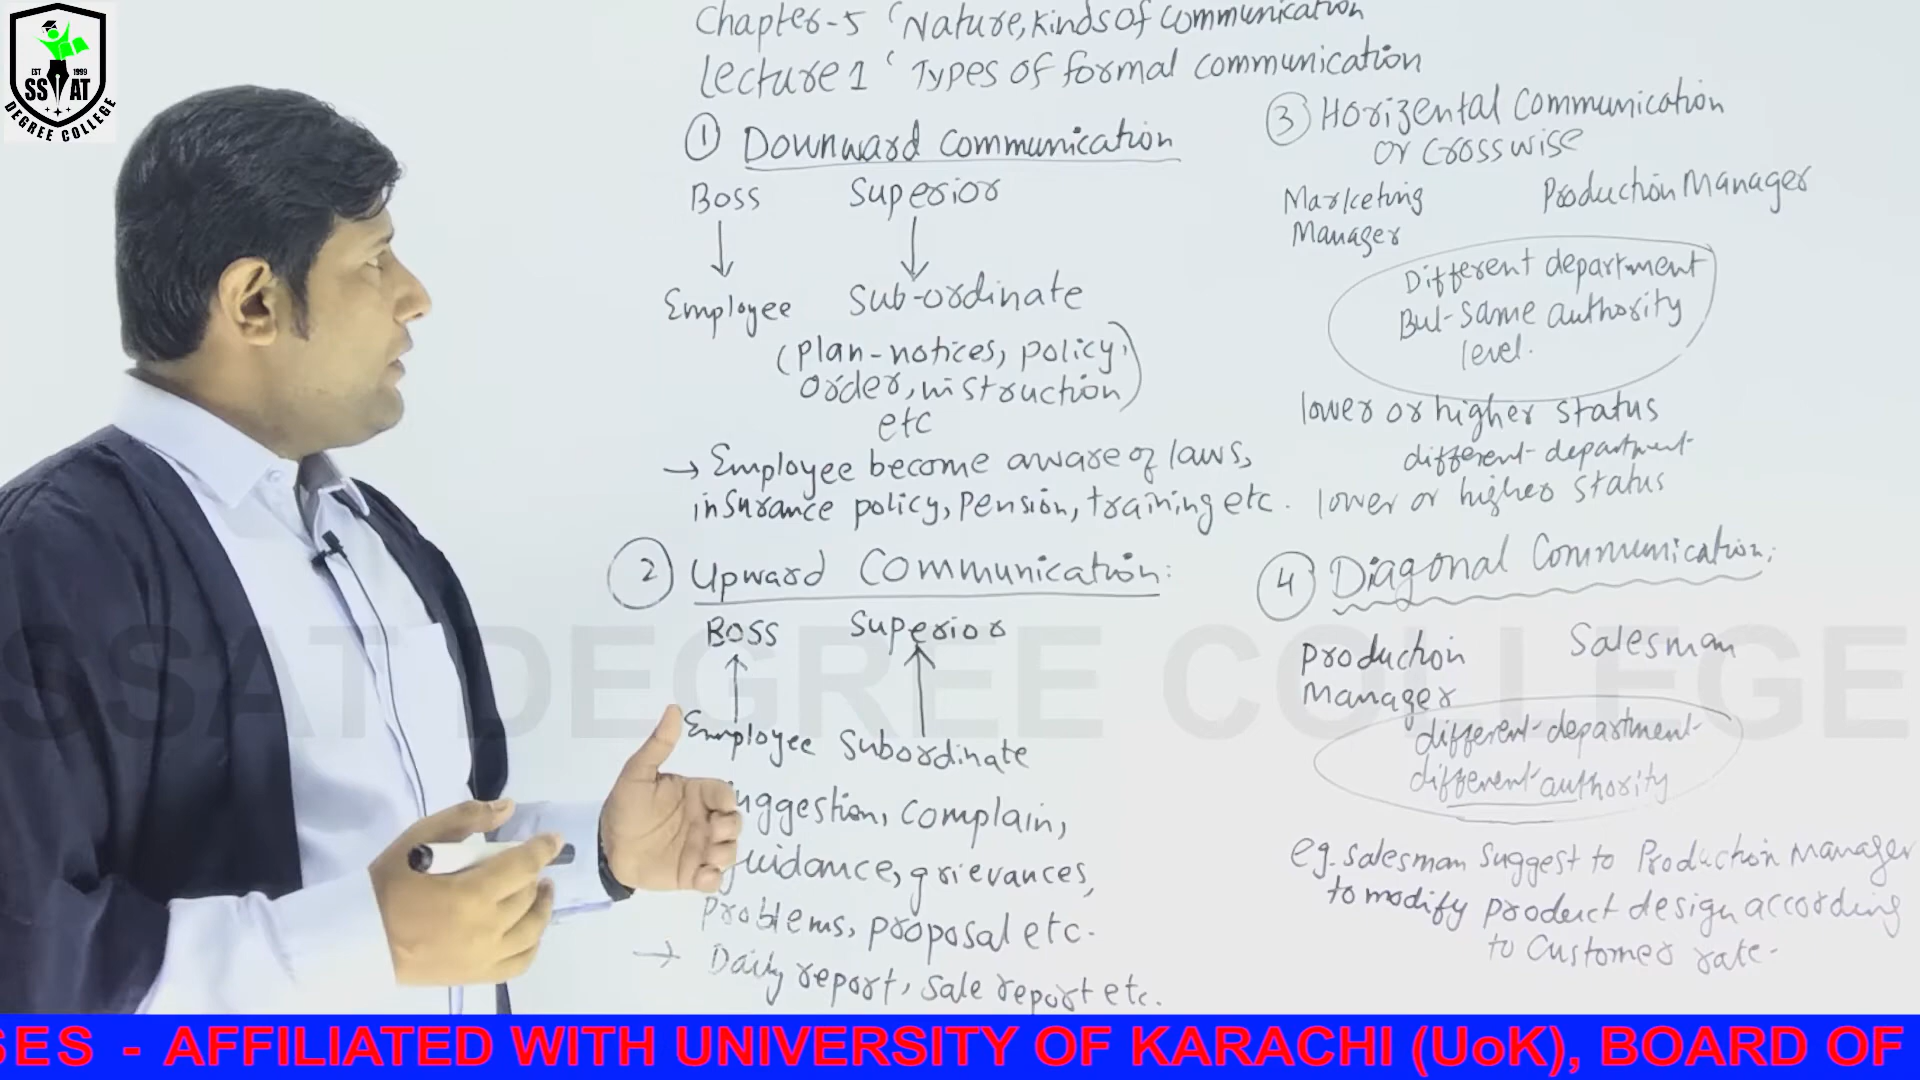 EST 1999
SSAT
DEGREE COLLEGE
Chapter-5 ‘Nature, Kinds of Communication
Lecture 1 ‘ Types of formal communication
1 Downward communication
Boss Superior
Employee Sub-ordinate
(plan-notices, policy,
order, instruction)
etc
→ Employee become aware of laws,
insurance policy, Pension, training etc.
2 Upward Communication:
Boss Superior
Employee Subordinate
uggestion, complain,
guidance, grievances,
problems, proposal etc.
→ Daily report, sale report etc.
3 Horizental Communication
or crosswise
Marketing Production Manager
Manager
Different department
But same authority
level.
lower or higher status
different department
lower or higher status
4 Diagonal Communication:
production Salesman
Manager
different department
different authority
eg. salesman suggest to Production Manager
to modify product design according
to customer rate.
SSAT DEGREE COLLEGE
SES - AFFILIATED WITH UNIVERSITY OF KARACHI (UoK), BOARD OF